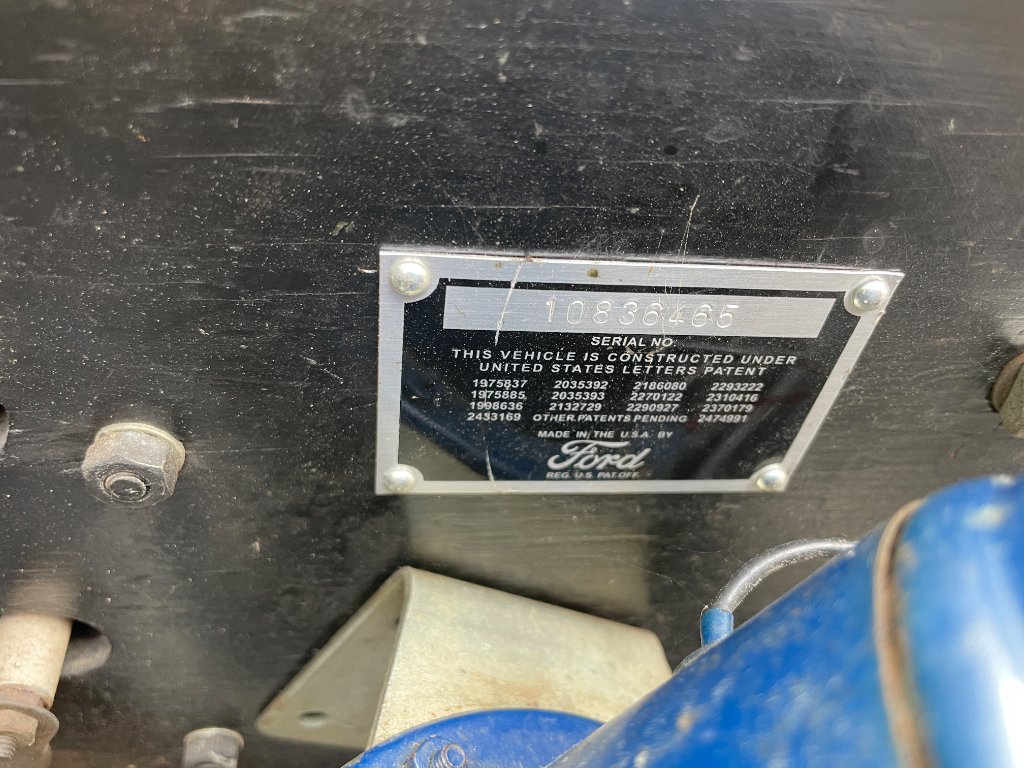 10836465
SERIAL NO.
THIS VEHICLE IS CONSTRUCTED UNDER
UNITED STATES LETTERS PATENT
1975837 2035392 2186080 2293222
1975885 2035393 2270122 2310416
1998636 2132729 2290927 2370179
2433169 OTHER PATENTS PENDING 2474991
MADE IN THE U.S.A BY
Ford
REG. U.S. PAT. OFF.